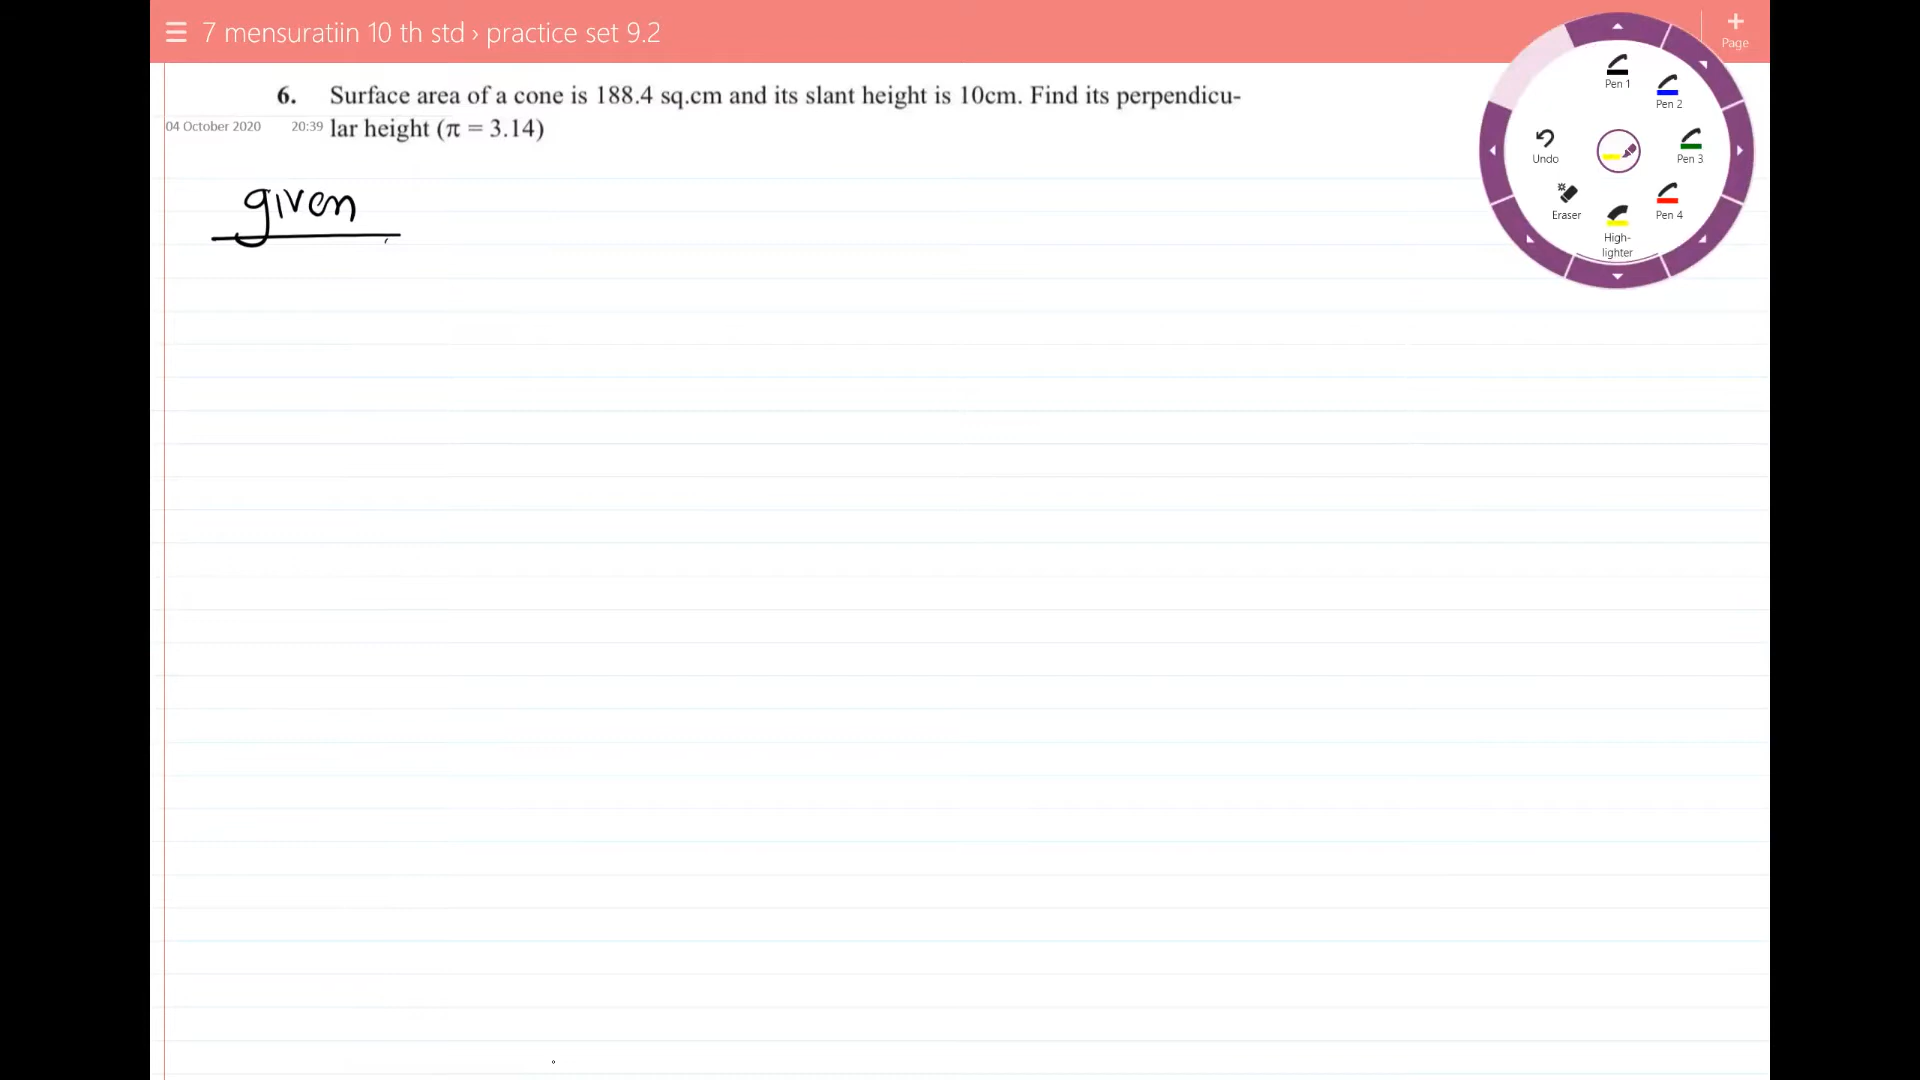 7 mensuratiin 10 th std › practice set 9.2
Page
6. Surface area of a cone is 188.4 sq.cm and its slant height is 10cm. Find its perpendicu-
04 October 2020 20:39 lar height (π = 3.14)
given
Pen 1
Pen 2
Undo
Pen 3
Eraser
Pen 4
High-
lighter